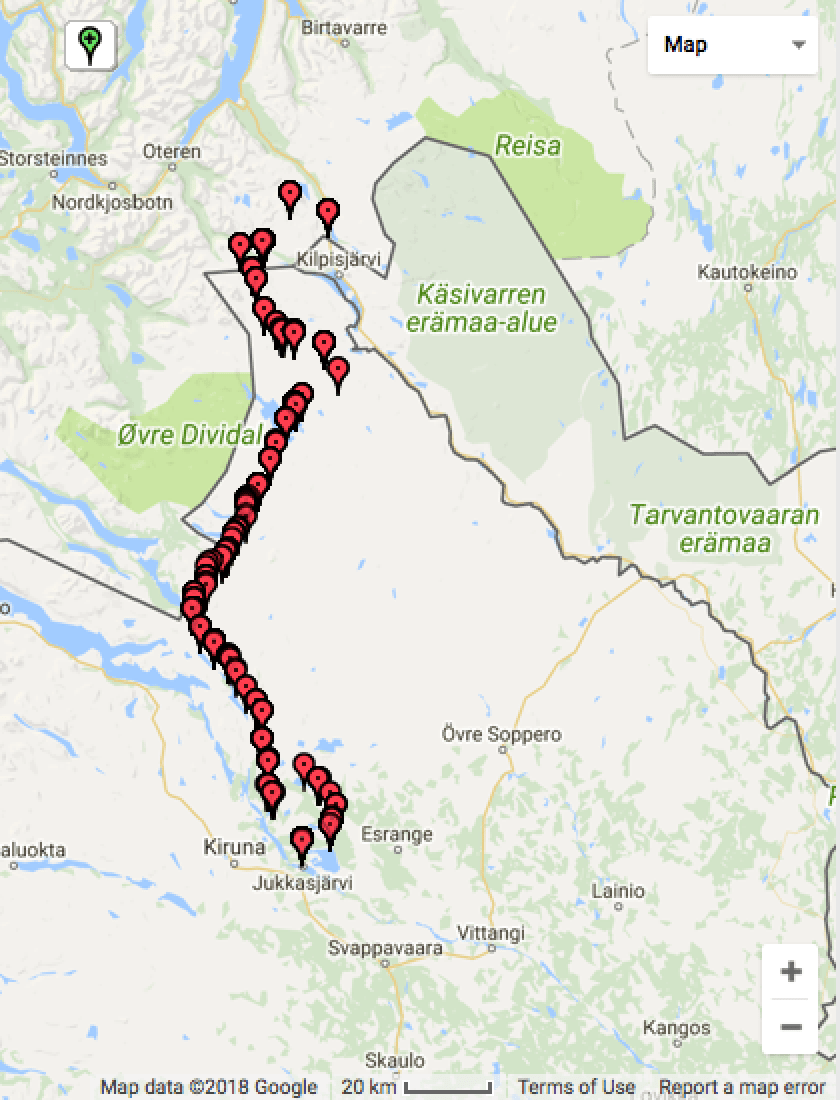 Birtavarre
Map
Reisa
Storsteinnes
Oteren
Nordkjosbotn
Kilpisjärvi
Kautokeino
Käsivarren
erämaa-alue
Øvre Dividal
Tarvantovaaran
erämaa
Övre Soppero
Kiruna
Esrange
aluokta
Jukkasjärvi
Lainio
Vittangi
Svappavaara
Kangos
Skaulo
Map data ©2018 Google
20 km
Terms of Use
Report a map error